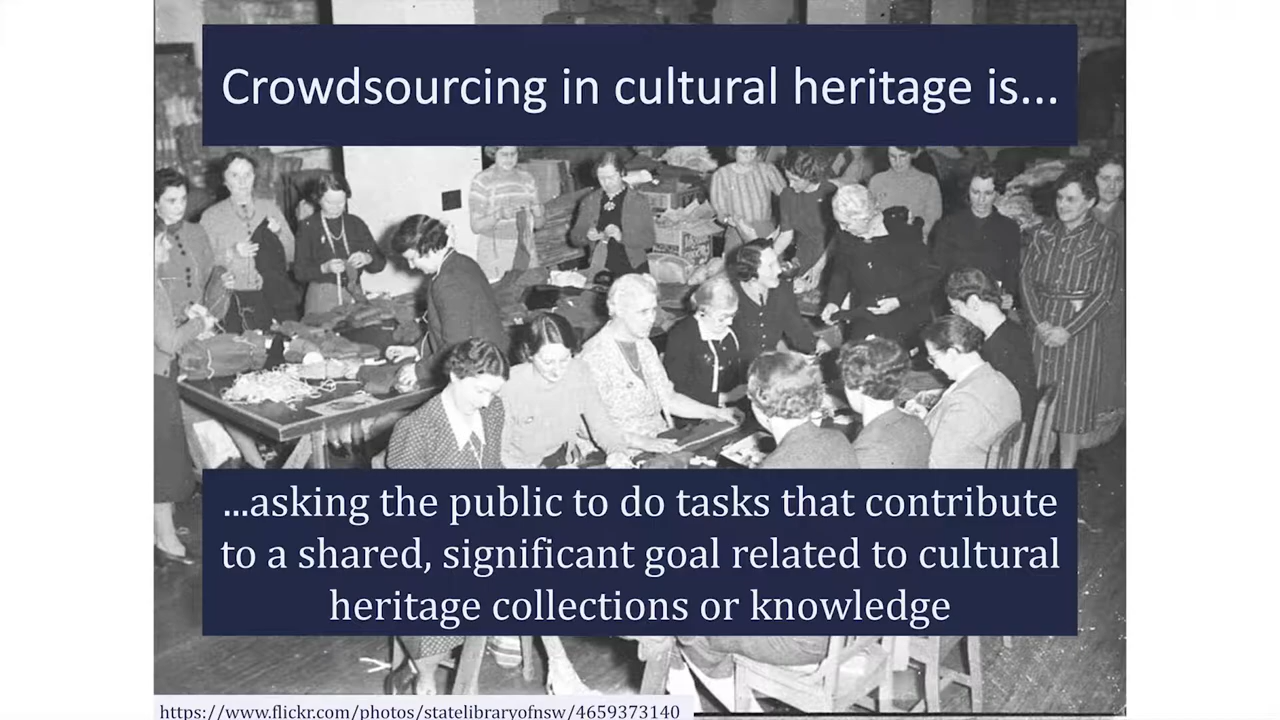 Crowdsourcing in cultural heritage is...
...asking the public to do tasks that contribute
to a shared, significant goal related to cultural
heritage collections or knowledge
https://www.flickr.com/photos/statelibraryofnsw/4659373140